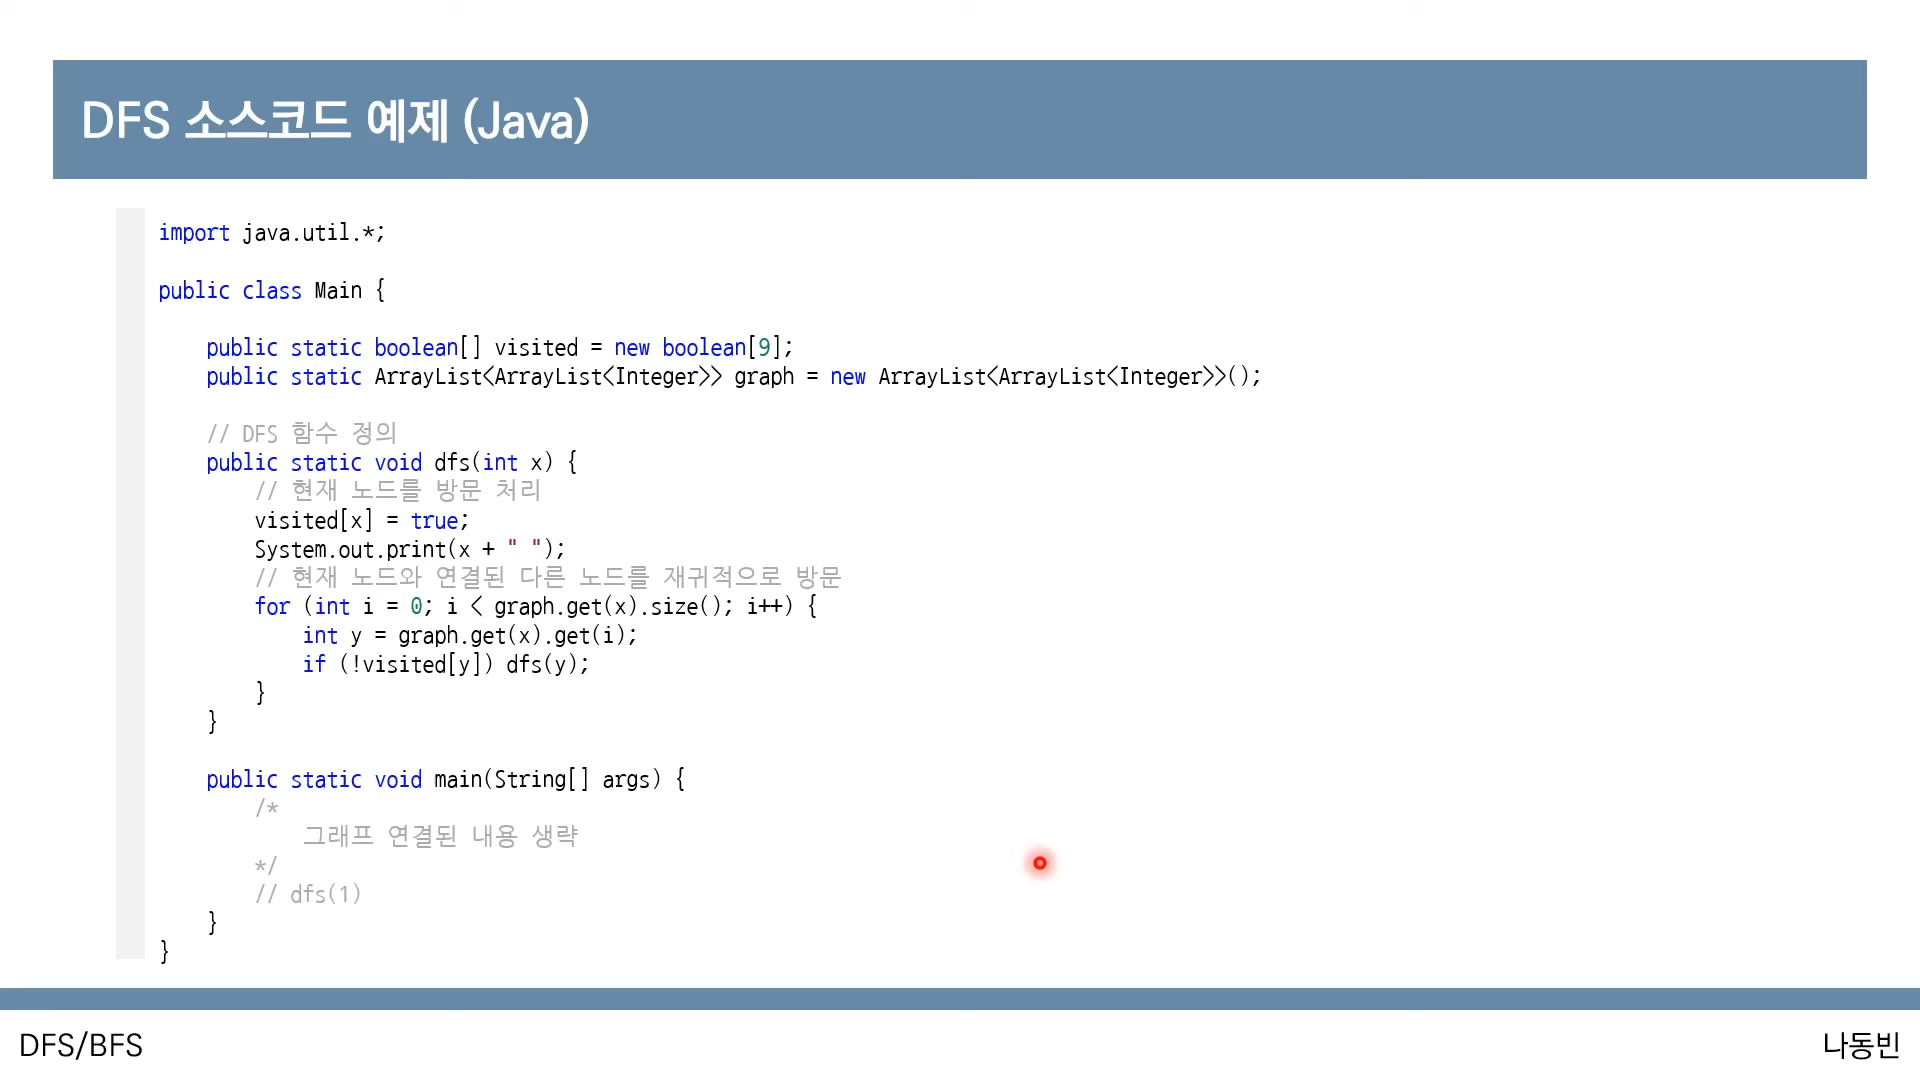 DFS 소스코드 예제 (Java)
import java.util.*;
public class Main {
public static boolean[] visited = new boolean[9];
public static ArrayList<ArrayList<Integer>> graph = new ArrayList<ArrayList<Integer>>();
// DFS 함수 정의
public static void dfs(int x) {
// 현재 노드를 방문 처리
visited[x] = true;
System.out.print(x + " ");
// 현재 노드와 연결된 다른 노드를 재귀적으로 방문
for (int i = 0; i < graph.get(x).size(); i++) {
int y = graph.get(x).get(i);
if (!visited[y]) dfs(y);
}
}
public static void main(String[] args) {
/*
그래프 연결된 내용 생략
*/
// dfs(1)
}
}
DFS/BFS
나동빈